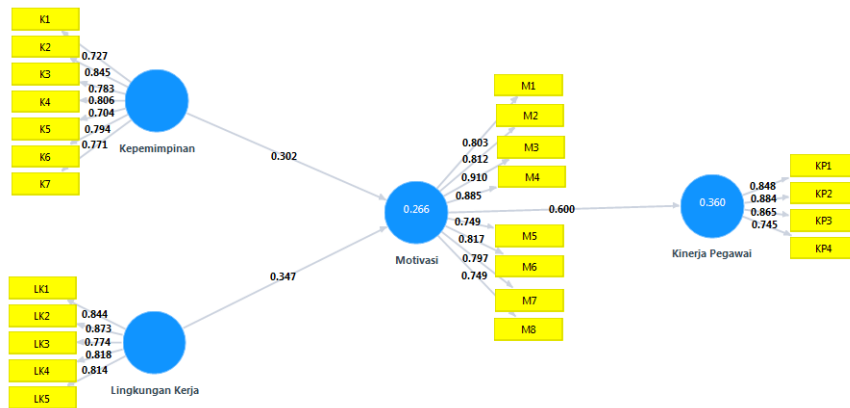 K1
K2
K3
K4
K5
K6
K7
0.727
0.845
0.783
0.806
0.704
0.794
0.771
Kepemimpinan
0.302
LK1
LK2
LK3
LK4
LK5
0.844
0.873
0.774
0.818
0.814
Lingkungan Kerja
0.347
0.266
Motivasi
M1
M2
M3
M4
M5
M6
M7
M8
0.803
0.812
0.910
0.885
0.749
0.817
0.797
0.749
0.600
0.360
Kinerja Pegawai
0.848
0.884
0.865
0.745
KP1
KP2
KP3
KP4